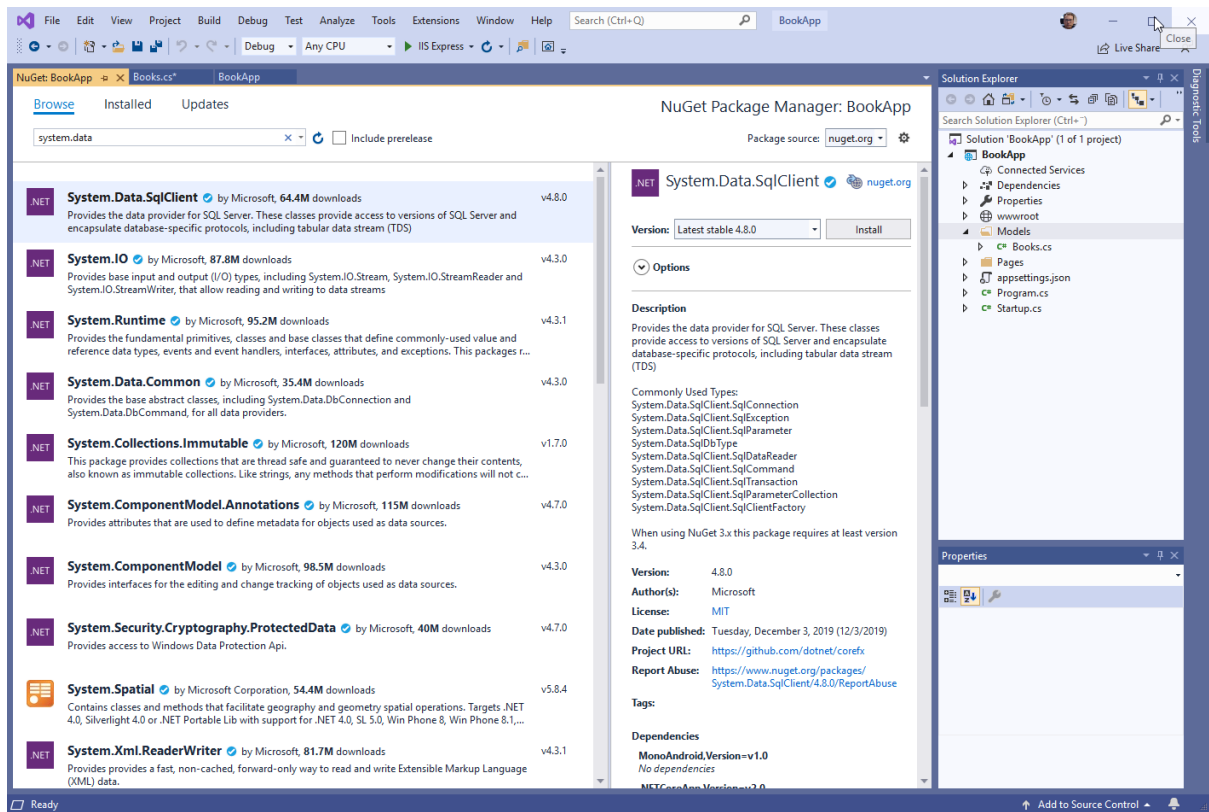 File Edit View Project Build Debug Test Analyze Tools Extensions Window Help Search (Ctrl+Q) BookApp
Debug Any CPU IIS Express Live Share
Close
NuGet: BookApp Books.cs* BookApp
Browse Installed Updates
NuGet Package Manager: BookApp
system.data Include prerelease
Package source: nuget.org
.NET System.Data.SqlClient by Microsoft, 64.4M downloads v4.8.0
Provides the data provider for SQL Server. These classes provide access to versions of SQL Server and
encapsulate database-specific protocols, including tabular data stream (TDS)
.NET System.IO by Microsoft, 87.8M downloads v4.3.0
Provides base input and output (I/O) types, including System.IO.Stream, System.IO.StreamReader and
System.IO.StreamWriter, that allow reading and writing to data streams
.NET System.Runtime by Microsoft, 95.2M downloads v4.3.1
Provides the fundamental primitives, classes and base classes that define commonly-used value and
reference data types, events and event handlers, interfaces, attributes, and exceptions. This packages r...
.NET System.Data.Common by Microsoft, 35.4M downloads v4.3.0
Provides the base abstract classes, including System.Data.DbConnection and
System.Data.DbCommand, for all data providers.
.NET System.Collections.Immutable by Microsoft, 120M downloads v1.7.0
This package provides collections that are thread safe and guaranteed to never change their contents,
also known as immutable collections. Like strings, any methods that perform modifications will not c...
.NET System.ComponentModel.Annotations by Microsoft, 115M downloads v4.7.0
Provides attributes that are used to define metadata for objects used as data sources.
.NET System.ComponentModel by Microsoft, 98.5M downloads v4.3.0
Provides interfaces for the editing and change tracking of objects used as data sources.
.NET System.Security.Cryptography.ProtectedData by Microsoft, 40M downloads v4.7.0
Provides access to Windows Data Protection Api.
System.Spatial by Microsoft Corporation, 54.4M downloads v5.8.4
Contains classes and methods that facilitate geography and geometry spatial operations. Targets .NET
4.0, Silverlight 4.0 or .NET Portable Lib with support for .NET 4.0, SL 5.0, Win Phone 8, Win Phone 8.1,...
.NET System.Xml.ReaderWriter by Microsoft, 81.7M downloads v4.3.1
Provides provides a fast, non-cached, forward-only way to read and write Extensible Markup Language
(XML) data.
.NET System.Data.SqlClient nuget.org
Version: Latest stable 4.8.0 Install
Options
Description
Provides the data provider for SQL Server. These classes
provide access to versions of SQL Server and encapsulate
database-specific protocols, including tabular data stream
(TDS)
Commonly Used Types:
System.Data.SqlClient.SqlConnection
System.Data.SqlClient.SqlException
System.Data.SqlClient.SqlParameter
System.Data.SqlDbType
System.Data.SqlClient.SqlDataReader
System.Data.SqlClient.SqlCommand
System.Data.SqlClient.SqlTransaction
System.Data.SqlClient.SqlParameterCollection
System.Data.SqlClient.SqlClientFactory
When using NuGet 3.x this package requires at least version
3.4.
Version: 4.8.0
Author(s): Microsoft
License: MIT
Date published: Tuesday, December 3, 2019 (12/3/2019)
Project URL: https://github.com/dotnet/corefx
Report Abuse: https://www.nuget.org/packages/
System.Data.SqlClient/4.8.0/ReportAbuse
Tags:
Dependencies
MonoAndroid,Version=v1.0
No dependencies
.NETCoreApp,Version=v2.0
Solution Explorer
Search Solution Explorer (Ctrl+¨)
Solution 'BookApp' (1 of 1 project)
BookApp
Connected Services
Dependencies
Properties
wwwroot
Models
C# Books.cs
Pages
appsettings.json
C# Program.cs
C# Startup.cs
Properties
Diagnostic Tools
Ready Add to Source Control